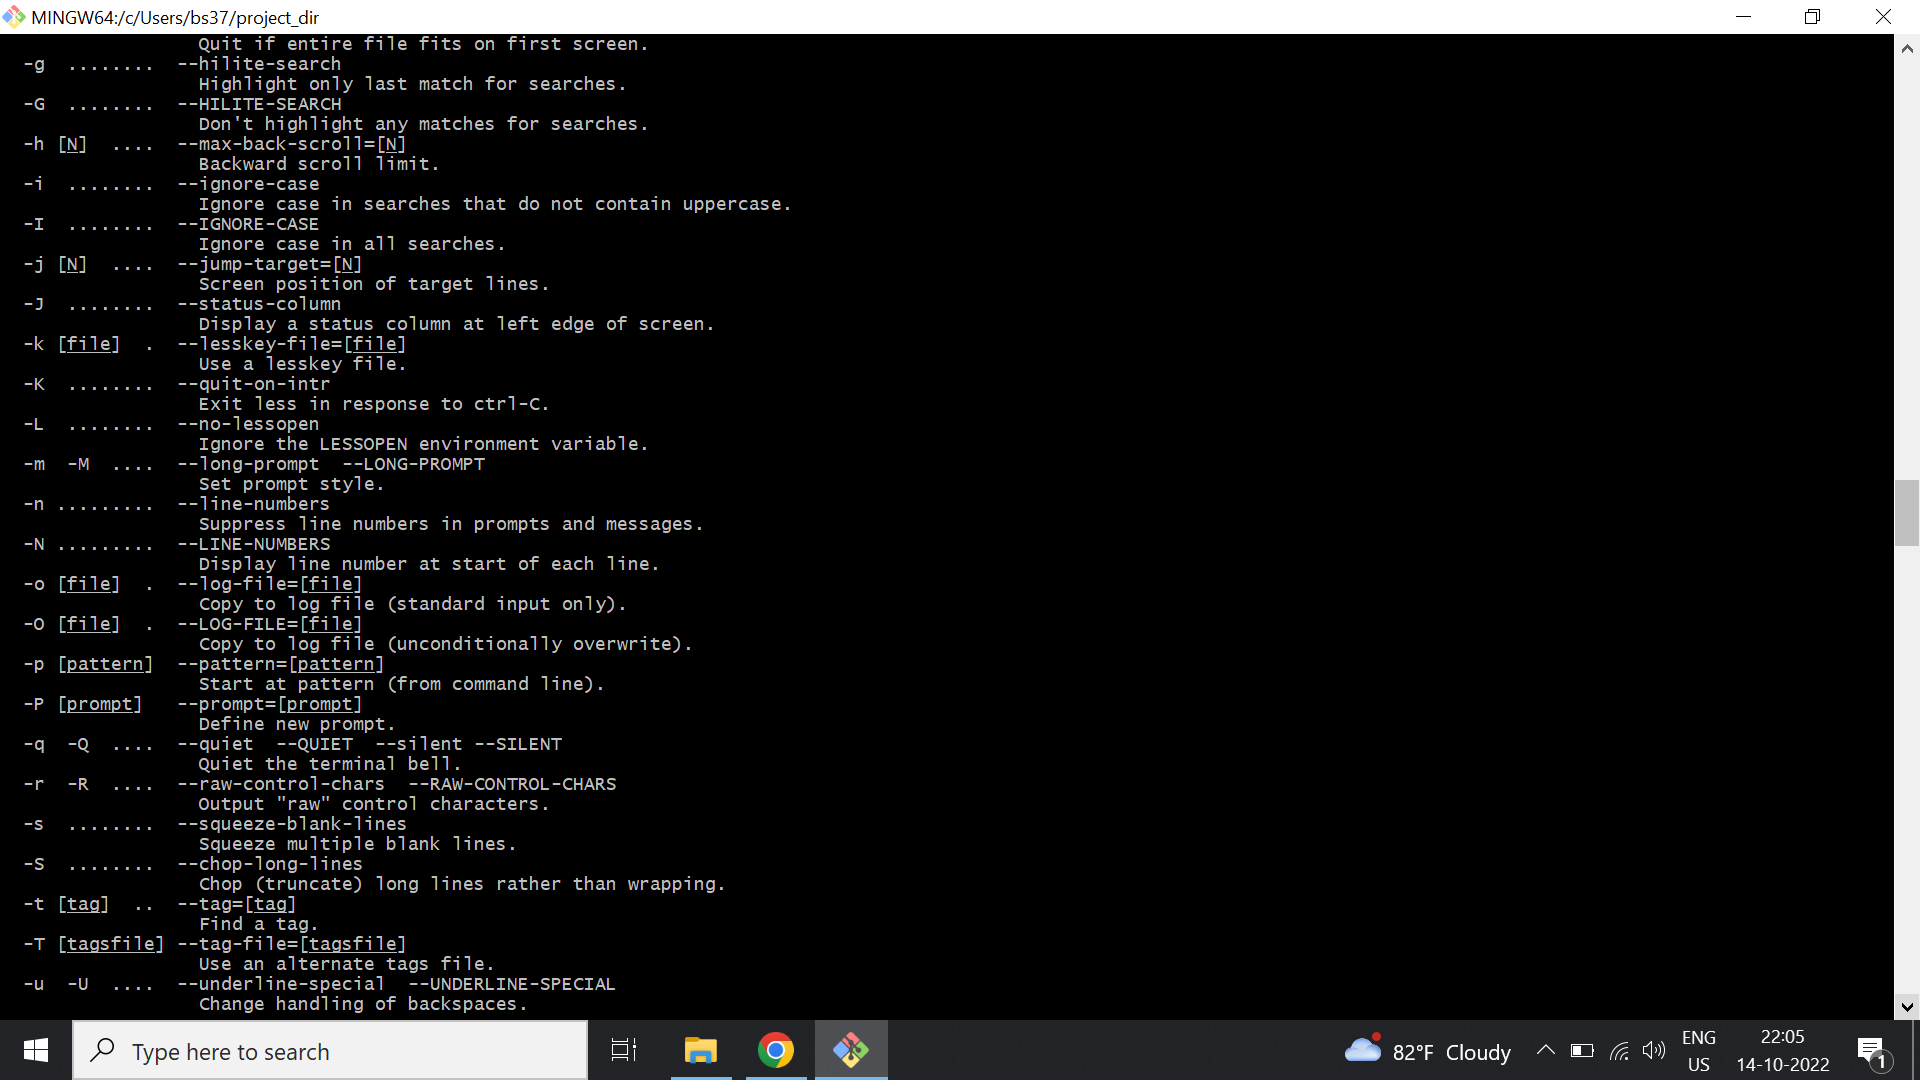 MINGW64:/c/Users/bs37/project_dir
Quit if entire file fits on first screen.
-g  ........  --hilite-search
Highlight only last match for searches.
-G  ........  --HILITE-SEARCH
Don't highlight any matches for searches.
-h [N]  ....  --max-back-scroll=[N]
Backward scroll limit.
-i  ........  --ignore-case
Ignore case in searches that do not contain uppercase.
-I  ........  --IGNORE-CASE
Ignore case in all searches.
-j [N]  ....  --jump-target=[N]
Screen position of target lines.
-J  ........  --status-column
Display a status column at left edge of screen.
-k [file]  .  --lesskey-file=[file]
Use a lesskey file.
-K  ........  --quit-on-intr
Exit less in response to ctrl-C.
-L  ........  --no-lessopen
Ignore the LESSOPEN environment variable.
-m  -M  ....  --long-prompt  --LONG-PROMPT
Set prompt style.
-n .........  --line-numbers
Suppress line numbers in prompts and messages.
-N .........  --LINE-NUMBERS
Display line number at start of each line.
-o [file]  .  --log-file=[file]
Copy to log file (standard input only).
-O [file]  .  --LOG-FILE=[file]
Copy to log file (unconditionally overwrite).
-p [pattern]  --pattern=[pattern]
Start at pattern (from command line).
-P [prompt]   --prompt=[prompt]
Define new prompt.
-q  -Q  ....  --quiet  --QUIET  --silent --SILENT
Quiet the terminal bell.
-r  -R  ....  --raw-control-chars  --RAW-CONTROL-CHARS
Output "raw" control characters.
-s  ........  --squeeze-blank-lines
Squeeze multiple blank lines.
-S  ........  --chop-long-lines
Chop (truncate) long lines rather than wrapping.
-t [tag]  ..  --tag=[tag]
Find a tag.
-T [tagsfile] --tag-file=[tagsfile]
Use an alternate tags file.
-u  -U  ....  --underline-special  --UNDERLINE-SPECIAL
Change handling of backspaces.
Type here to search
82°F Cloudy
ENG
US
22:05
14-10-2022
1